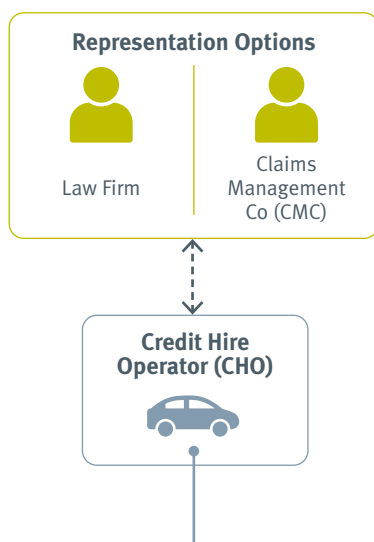 Representation Options
Law Firm
Claims
Management
Co (CMC)
Credit Hire
Operator (CHO)